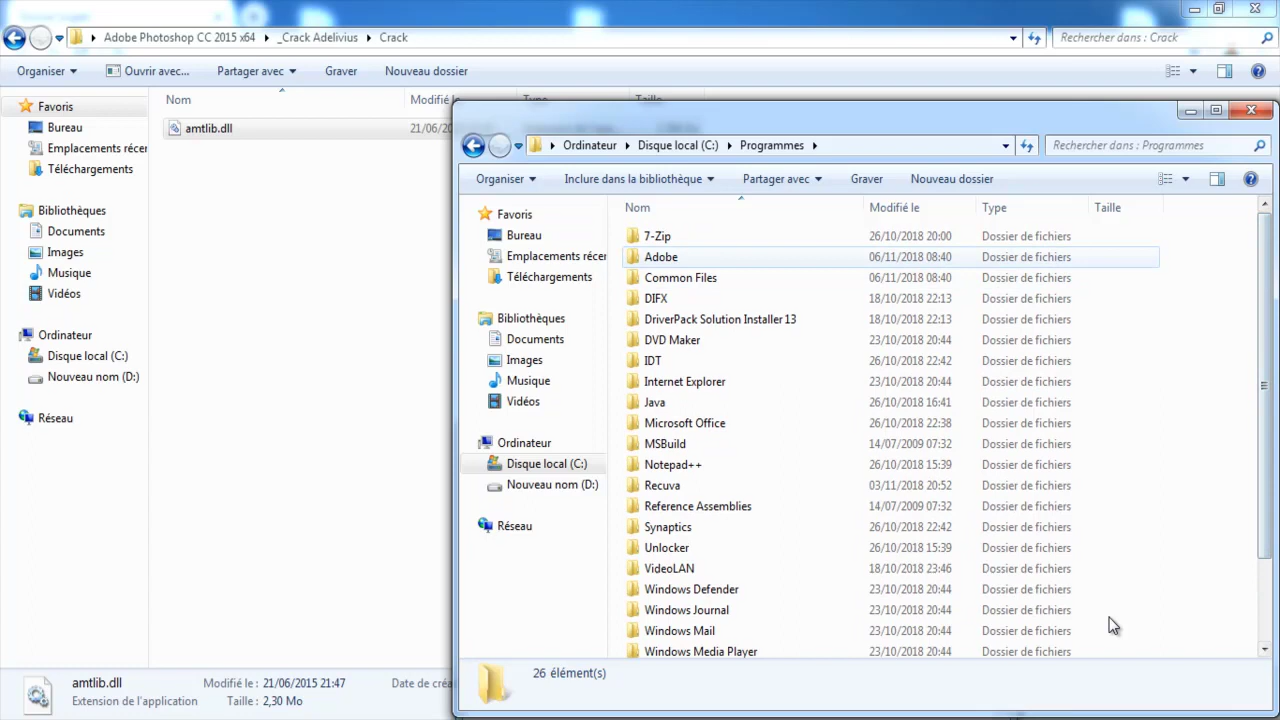 Adobe Photoshop CC 2015 x64 _Crack Adelivius Crack Rechercher dans : Crack
Organiser Ouvrir avec... Partager avec Graver Nouveau dossier
Favoris
Bureau
Emplacements récer
Téléchargements
Bibliothèques
Documents
Images
Musique
Vidéos
Ordinateur
Disque local (C:)
Nouveau nom (D:)
Réseau
Nom Modifié le Type Taille
amtlib.dll 21/06/2015
amtlib.dll Modifié le : 21/06/2015 21:47 Date de créa
Extension de l'application Taille : 2,30 Mo
Ordinateur Disque local (C:) Programmes Rechercher dans : Programmes
Organiser Inclure dans la bibliothèque Partager avec Graver Nouveau dossier
Favoris
Bureau
Emplacements récer
Téléchargements
Bibliothèques
Documents
Images
Musique
Vidéos
Ordinateur
Disque local (C:)
Nouveau nom (D:)
Réseau
Nom Modifié le Type Taille
7-Zip 26/10/2018 20:00 Dossier de fichiers
Adobe 06/11/2018 08:40 Dossier de fichiers
Common Files 06/11/2018 08:40 Dossier de fichiers
DIFX 18/10/2018 22:13 Dossier de fichiers
DriverPack Solution Installer 13 18/10/2018 22:13 Dossier de fichiers
DVD Maker 23/10/2018 20:44 Dossier de fichiers
IDT 26/10/2018 22:42 Dossier de fichiers
Internet Explorer 23/10/2018 20:44 Dossier de fichiers
Java 26/10/2018 16:41 Dossier de fichiers
Microsoft Office 26/10/2018 22:38 Dossier de fichiers
MSBuild 14/07/2009 07:32 Dossier de fichiers
Notepad++ 26/10/2018 15:39 Dossier de fichiers
Recuva 03/11/2018 20:52 Dossier de fichiers
Reference Assemblies 14/07/2009 07:32 Dossier de fichiers
Synaptics 26/10/2018 22:42 Dossier de fichiers
Unlocker 26/10/2018 15:39 Dossier de fichiers
VideoLAN 18/10/2018 23:46 Dossier de fichiers
Windows Defender 23/10/2018 20:44 Dossier de fichiers
Windows Journal 23/10/2018 20:44 Dossier de fichiers
Windows Mail 23/10/2018 20:44 Dossier de fichiers
Windows Media Player 23/10/2018 20:44 Dossier de fichiers
26 élément(s)